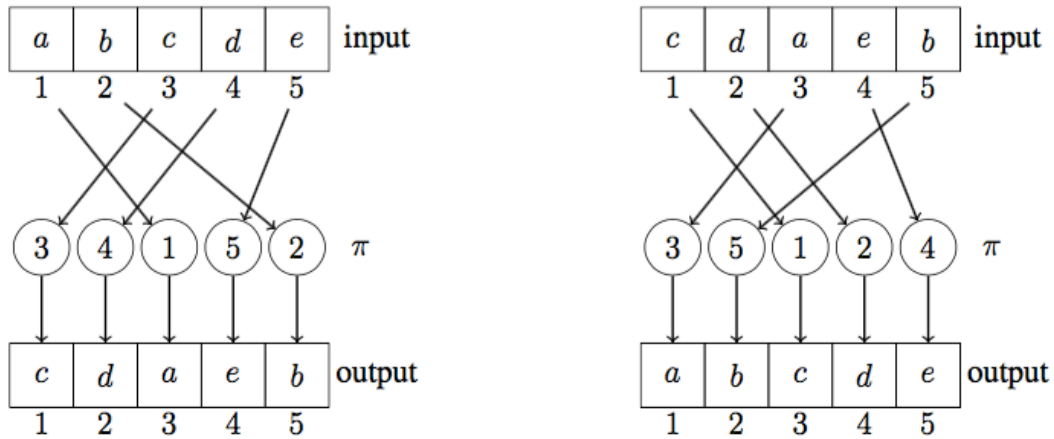 a b c d e input
1 2 3 4 5
3 4 1 5 2 π
c d a e b output
1 2 3 4 5
c d a e b input
1 2 3 4 5
3 5 1 2 4 π
a b c d e output
1 2 3 4 5